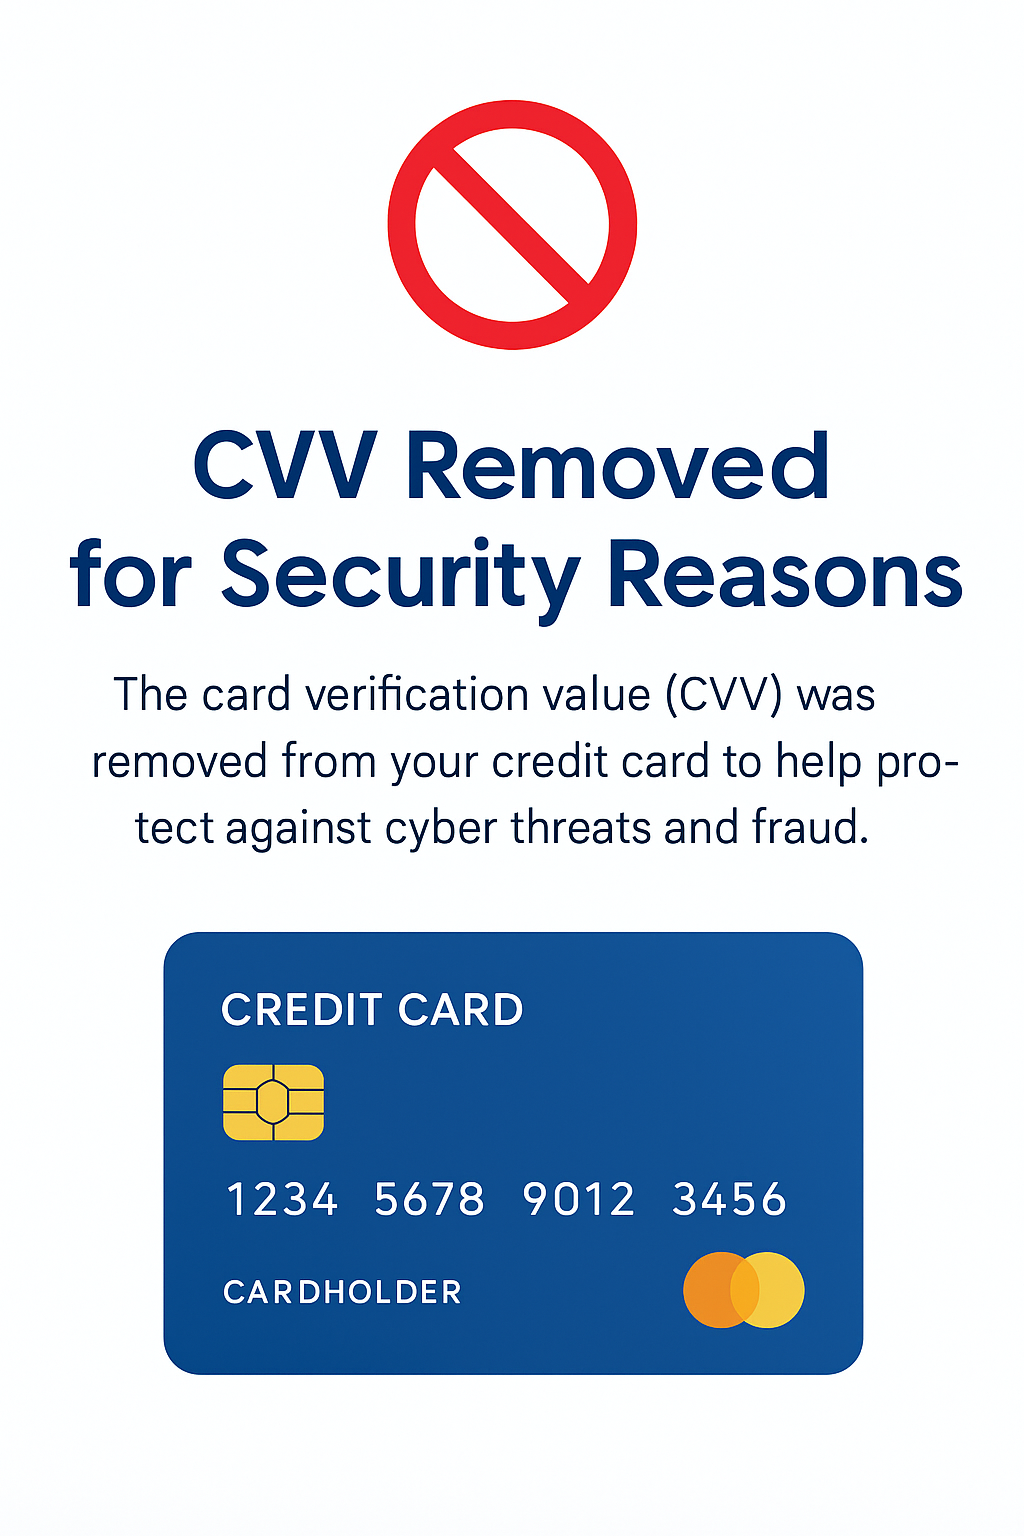 CVV Removed
for Security Reasons
The card verification value (CVV) was
removed from your credit card to help pro-
tect against cyber threats and fraud.
CREDIT CARD
1234 5678 9012 3456
CARDHOLDER